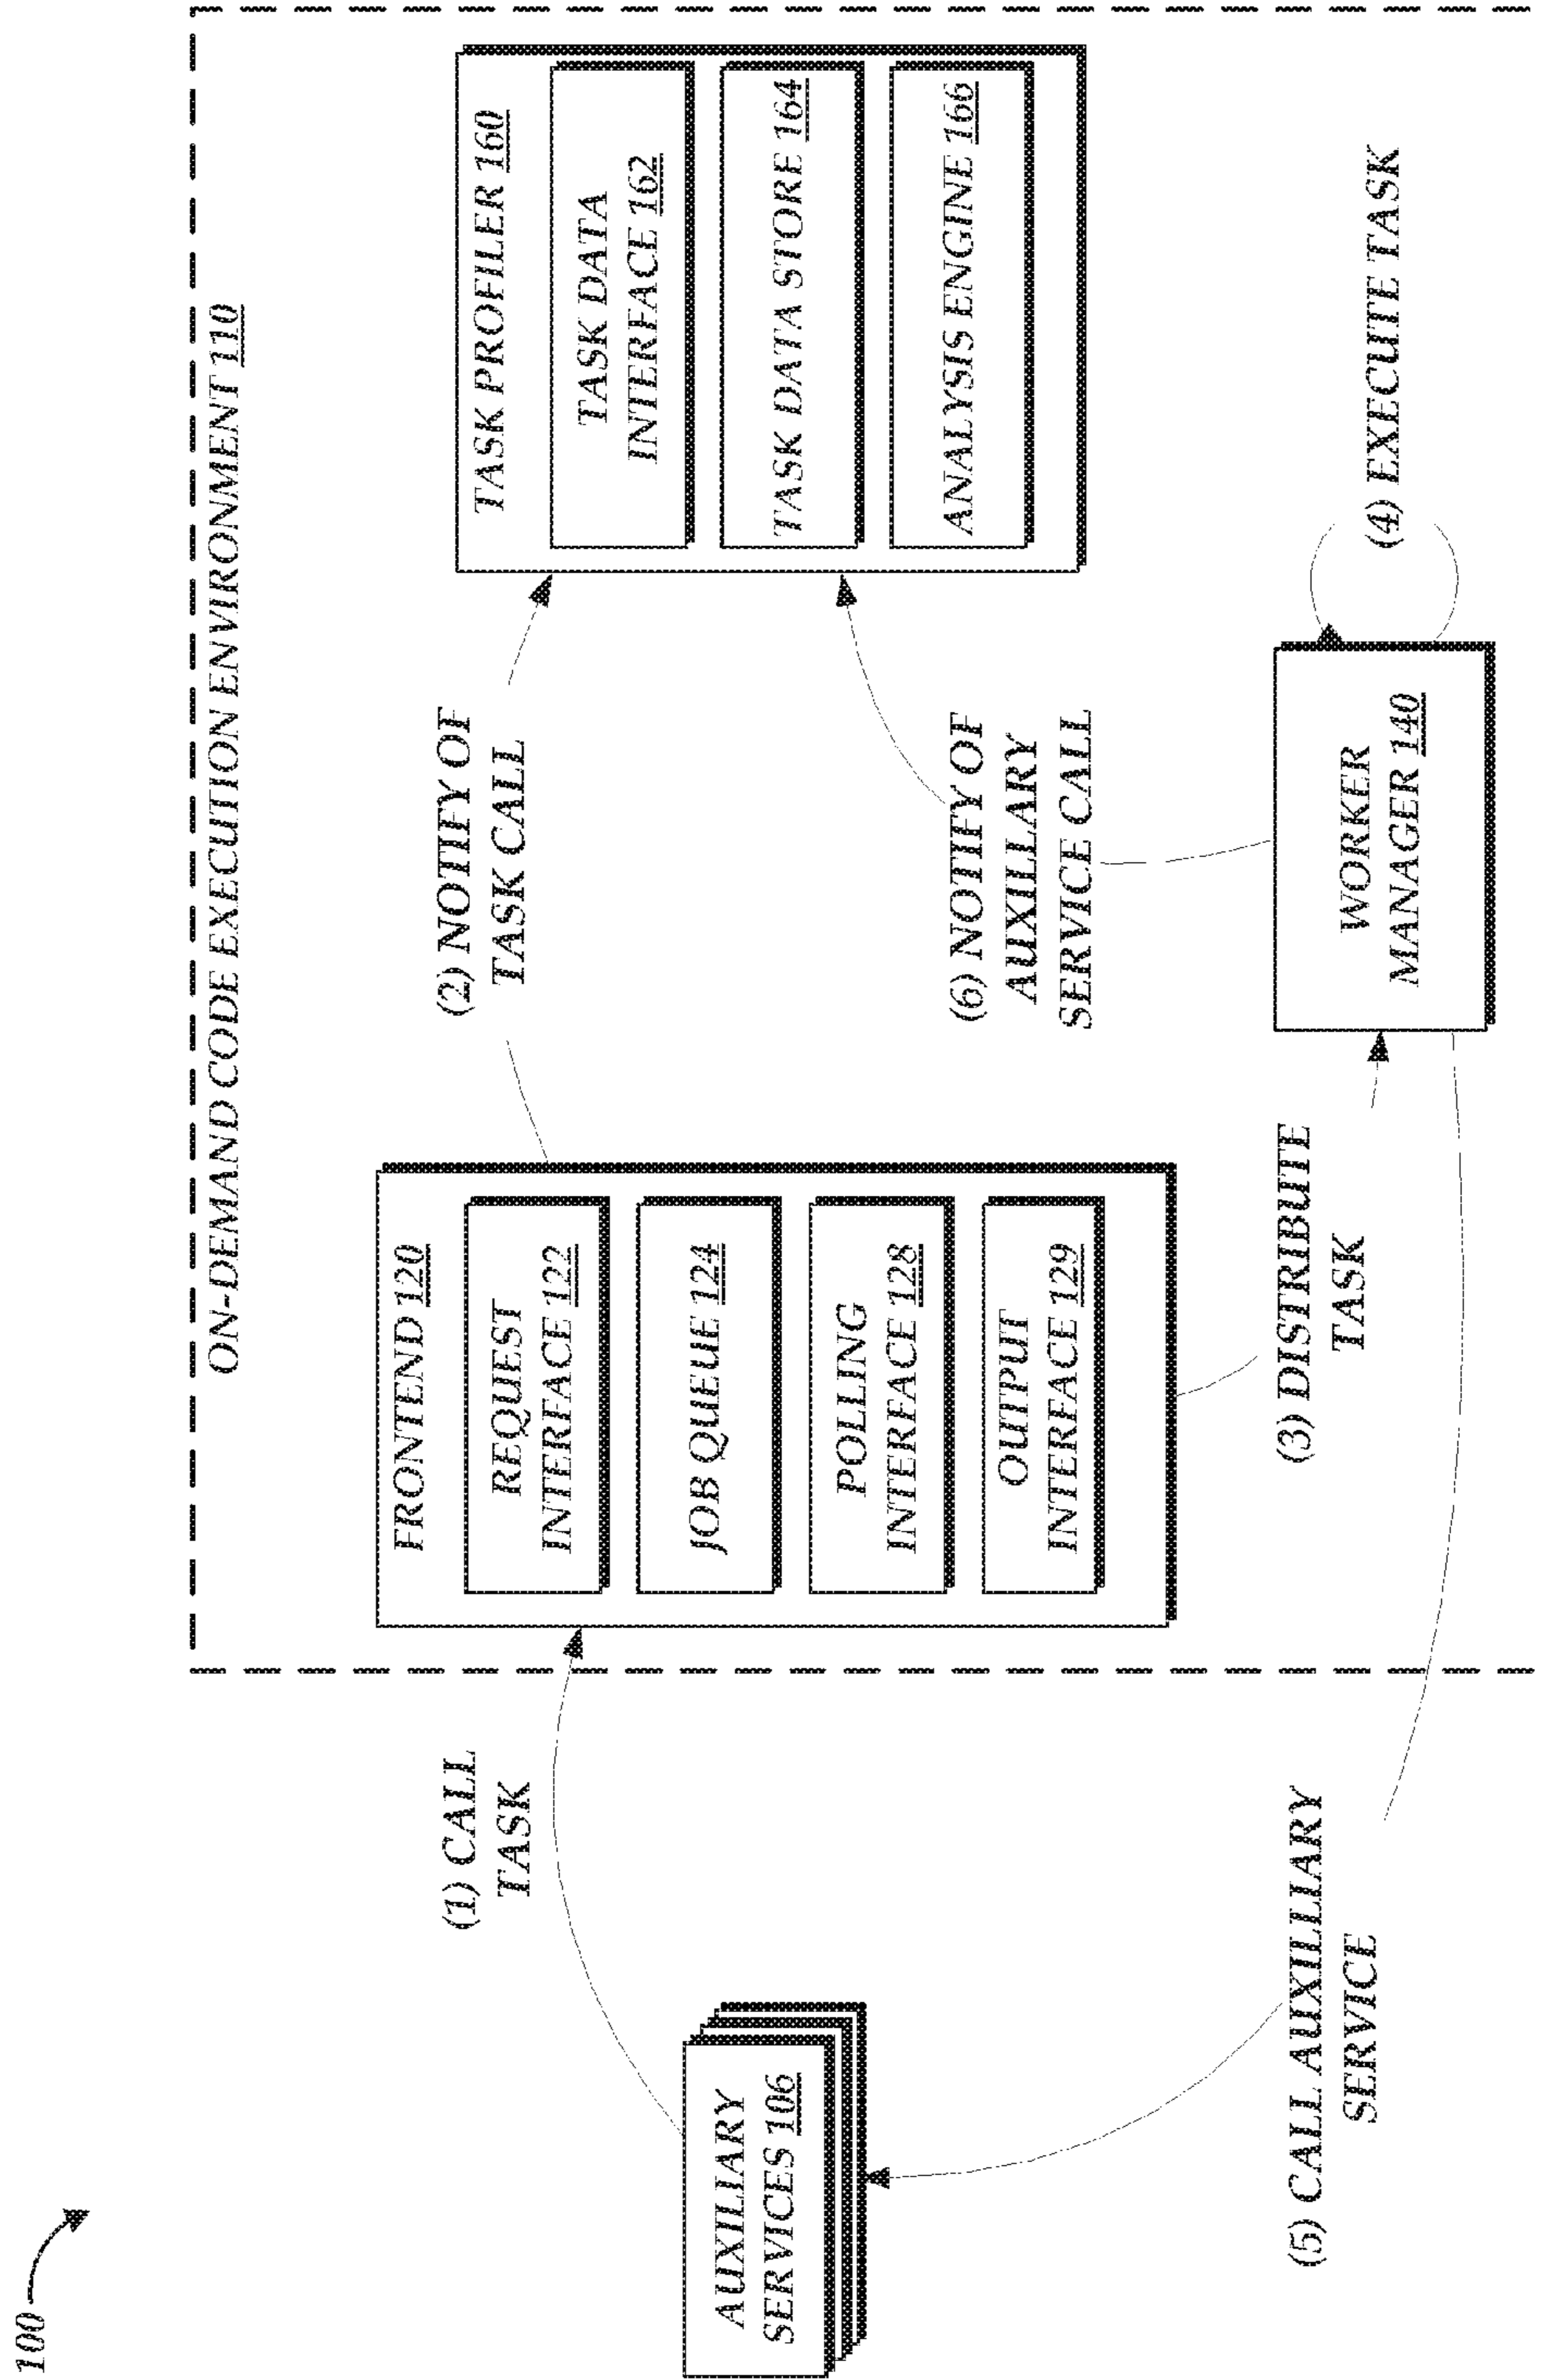 100
ON-DEMAND CODE EXECUTION ENVIRONMENT 110
AUXILIARY
SERVICES 106
(1) CALL
TASK
FRONTEND 120
REQUEST
INTERFACE 122
JOB QUEUE 124
POLLING
INTERFACE 128
OUTPUT
INTERFACE 129
(2) NOTIFY OF
TASK CALL
TASK PROFILER 160
TASK DATA
INTERFACE 162
TASK DATA STORE 164
ANALYSIS ENGINE 166
(3) DISTRIBUTE
TASK
WORKER
MANAGER 140
(4) EXECUTE TASK
(5) CALL AUXILLIARY
SERVICE
(6) NOTIFY OF
AUXILLARY
SERVICE CALL